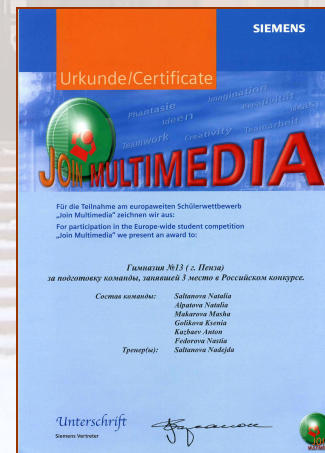 SIEMENS
Urkunde/Certificate
Phantasie
Imagination
Ideen
Kreativität
Ideas
Teamwork
Creativity
Teamarbeit
JOIN MULTIMEDIA
Für die Teilnahme am europaweiten Schülerwettbewerb
„Join Multimedia” zeichnen wir aus:
For participation in the Europe-wide student competition
„Join Multimedia” we present an award to:
Гимназия №13 ( г. Пенза)
за подготовку команды, занявшей 3 место в Российском конкурсе.
Состав команды: Saltanova Natalia
Alpatova Natalia
Makarova Masha
Golikova Ksenia
Kazbaev Anton
Fedorova Nastia
Тренер(ы): Saltanova Nadejda
Unterschrift
Siemens Vertreter